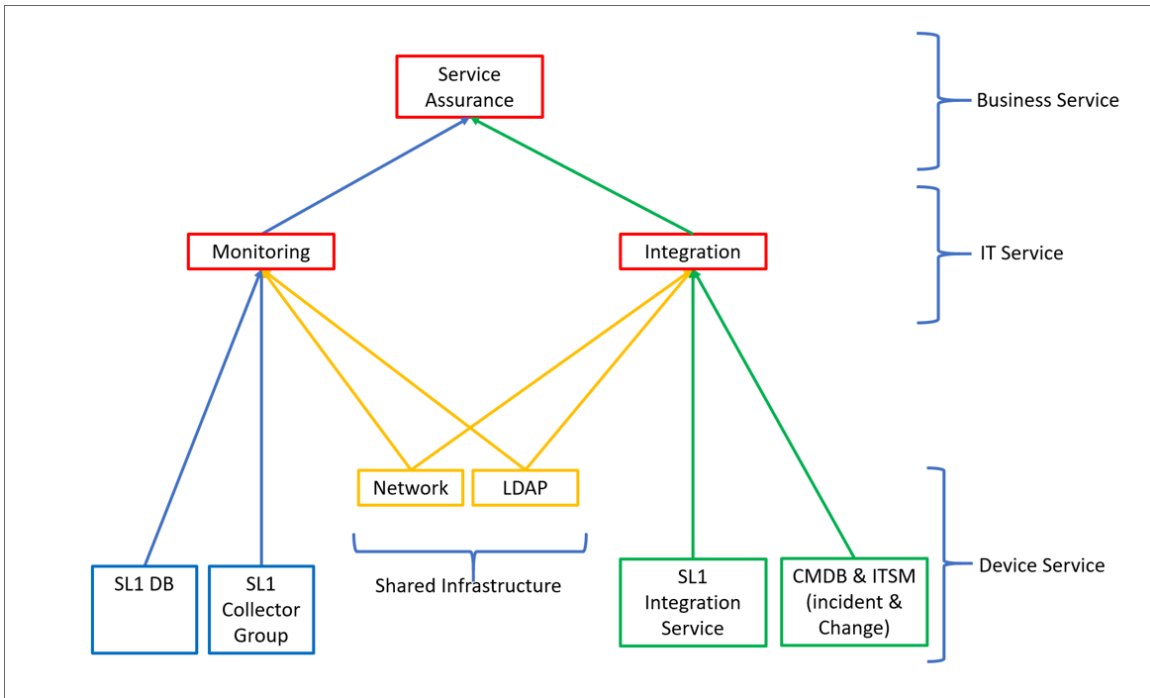 Service
Assurance
Business Service
Monitoring
Integration
IT Service
Network
LDAP
Shared Infrastructure
SL1 DB
SL1
Collector
Group
SL1
Integration
Service
CMDB & ITSM
(incident &
Change)
Device Service